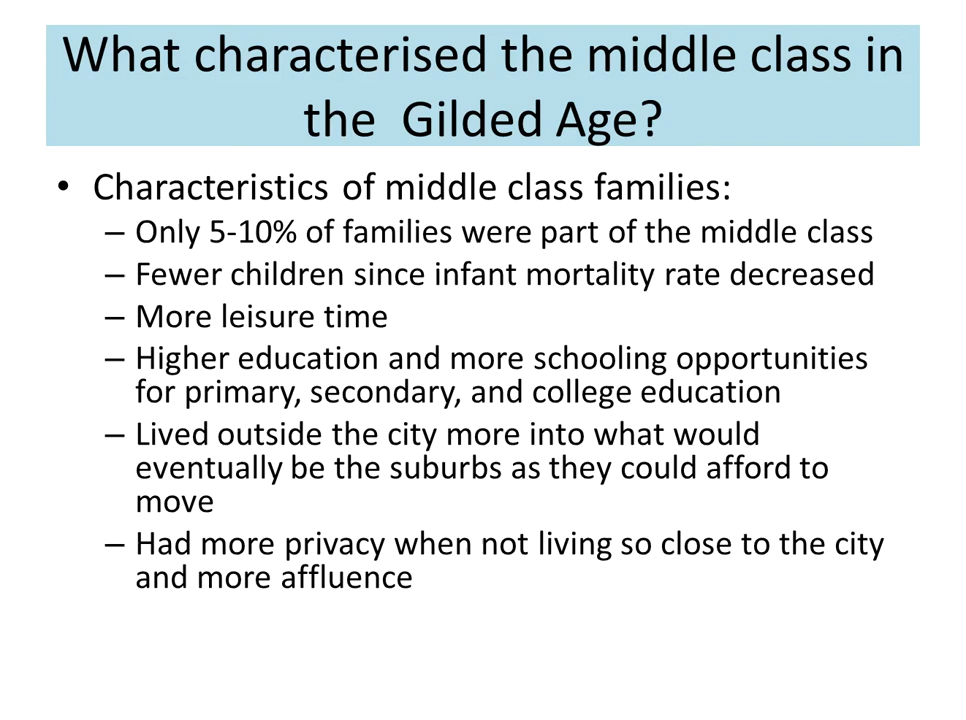 What characterised the middle class in
the  Gilded Age?
• Characteristics of middle class families:
– Only 5-10% of families were part of the middle class
– Fewer children since infant mortality rate decreased
– More leisure time
– Higher education and more schooling opportunities
for primary, secondary, and college education
– Lived outside the city more into what would
eventually be the suburbs as they could afford to
move
– Had more privacy when not living so close to the city
and more affluence